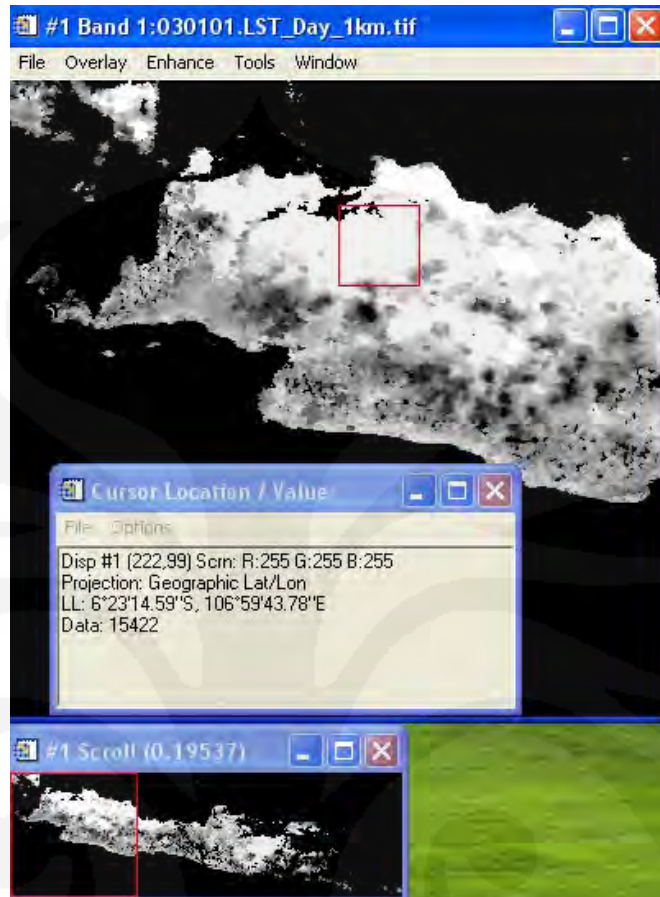 #1 Band 1:030101.LST_Day_1km.tif
File Overlay Enhance Tools Window
Cursor Location / Value
File Options
Disp #1 (222,99) Scrn: R:255 G:255 B:255
Projection: Geographic Lat/Lon
LL: 6°23'14.59"S, 106°59'43.78"E
Data: 15422
#1 Scroll (0.19537)